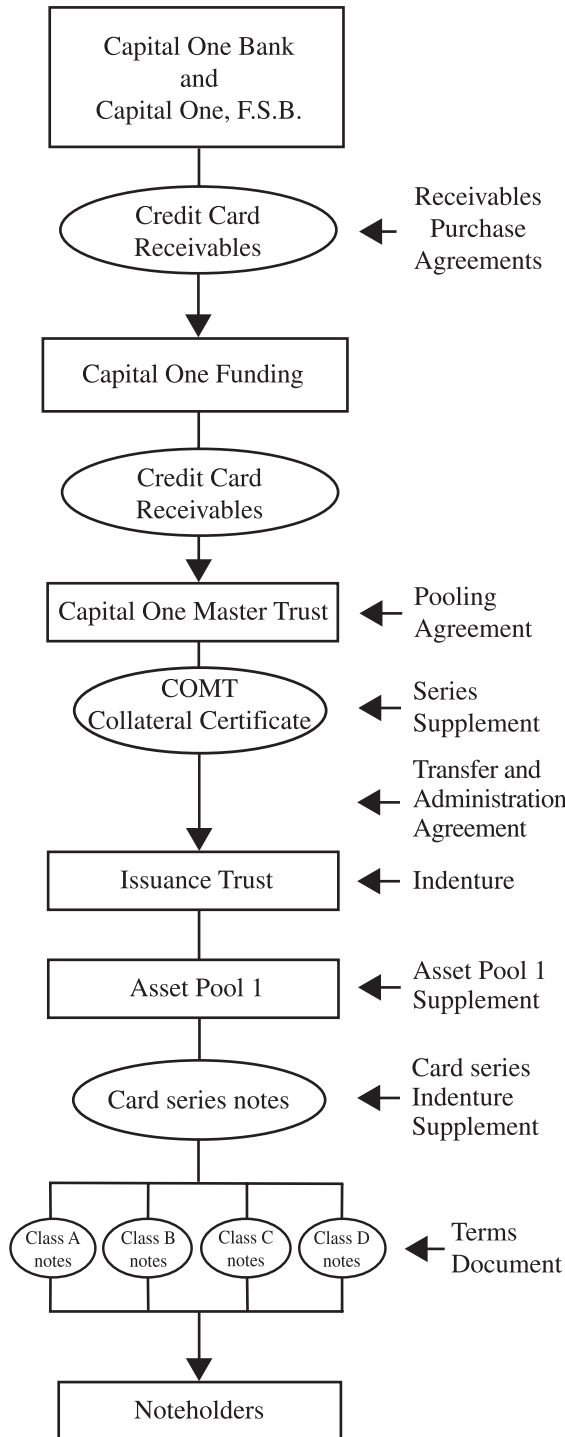 Capital One Bank
and
Capital One, F.S.B.
Credit Card
Receivables
Receivables
Purchase
Agreements
Capital One Funding
Credit Card
Receivables
Capital One Master Trust
Pooling
Agreement
COMT
Collateral Certificate
Series
Supplement
Transfer and
Administration
Agreement
Issuance Trust
Indenture
Asset Pool 1
Asset Pool 1
Supplement
Card series notes
Card series
Indenture
Supplement
Class A
notes
Class B
notes
Class C
notes
Class D
notes
Terms
Document
Noteholders